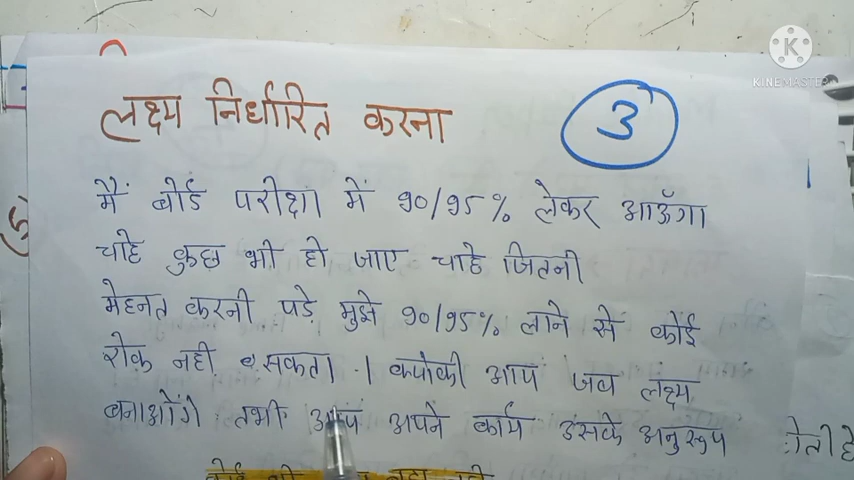 KINEMASTER
लक्ष्य निर्धारित करना
3
मैं बोर्ड परीक्षा में 90/95% लेकर आऊँगा
चाहे कुछ भी हो जाए चाहे जितनी
मेहनत करनी पड़े मुझे 90/95% लाने से कोई
रोक नही सकता । क्योकी आप जब लक्ष्य
बनाओंगे तभी आप अपने कार्य उसके अनुरूप